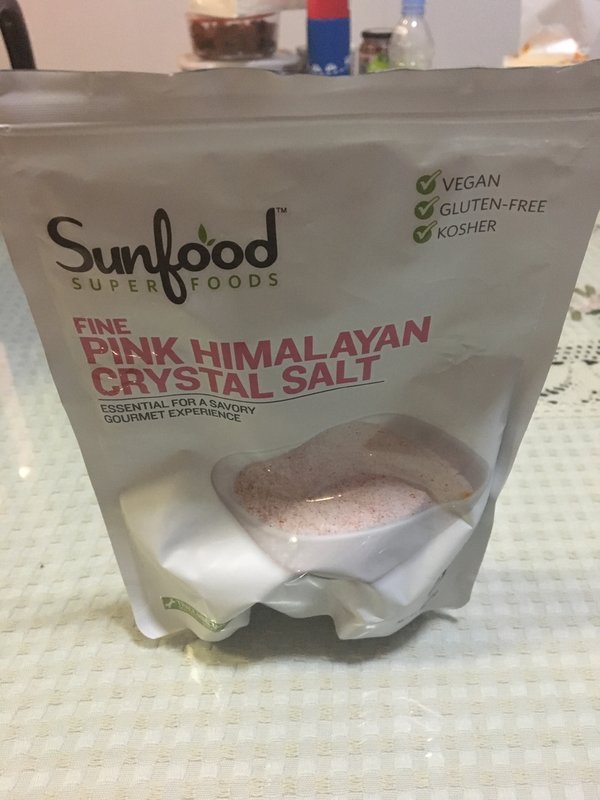 Sunfood™
SUPERFOODS
VEGAN
GLUTEN-FREE
KOSHER
FINE
PINK HIMALAYAN
CRYSTAL SALT
ESSENTIAL FOR A SAVORY
GOURMET EXPERIENCE